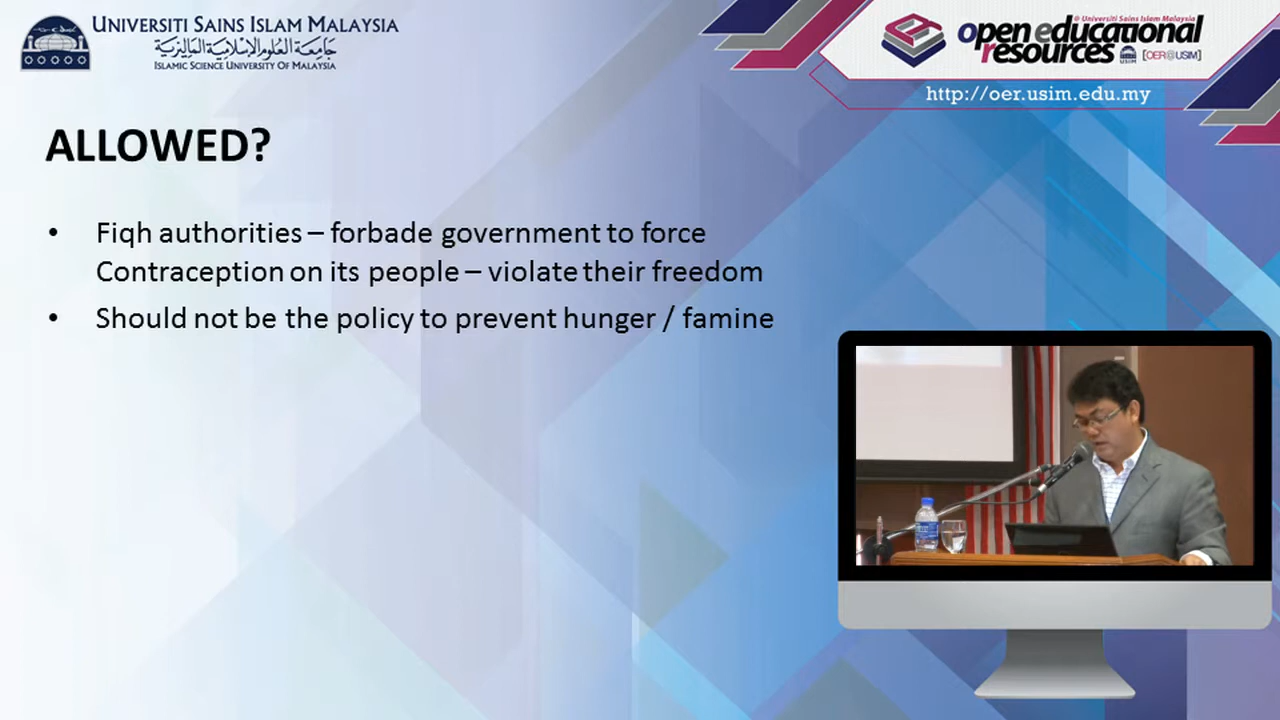 UNIVERSITI SAINS ISLAM MALAYSIA
جامعة العلوم الإسلامية الماليزية
ISLAMIC SCIENCE UNIVERSITY OF MALAYSIA
@ Universiti Sains Islam Malaysia
open educational
resources USIM [OER@USIM]
http://oer.usim.edu.my
ALLOWED?
• Fiqh authorities – forbade government to force
Contraception on its people – violate their freedom
• Should not be the policy to prevent hunger / famine